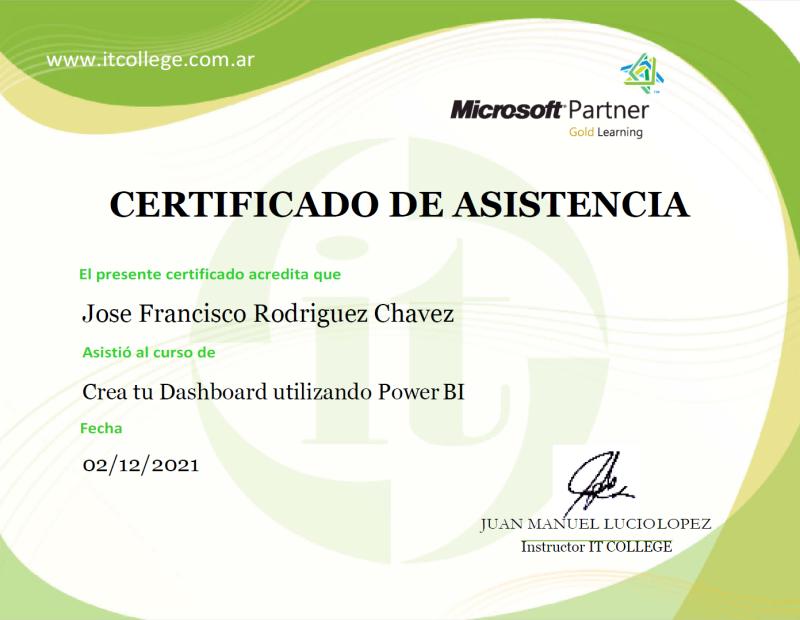 www.itcollege.com.ar
Microsoft Partner
Gold Learning
CERTIFICADO DE ASISTENCIA
El presente certificado acredita que
Jose Francisco Rodriguez Chavez
Asistió al curso de
Crea tu Dashboard utilizando Power BI
Fecha
02/12/2021
it
JUAN MANUEL LUCIO LOPEZ
Instructor IT COLLEGE